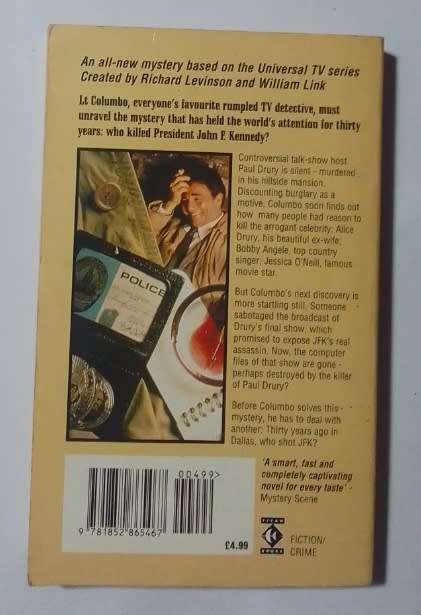 An all-new mystery based on the Universal TV series
Created by Richard Levinson and William Link
Lt Columbo, everyone's favourite rumpled TV detective, must
unravel the mystery that has held the world's attention for thirty
years: who killed President John F. Kennedy?
Controversial talk-show host
Paul Drury is silent - murdered
in his hillside mansion.
Discounting burglary as a
motive, Columbo soon finds out
how many people had reason to
kill the arrogant celebrity: Alice
Drury, his beautiful ex-wife;
Bobby Angele, top country
singer; Jessica O'Neill, famous
movie star.
But Columbo's next discovery is
more startling still. Someone
sabotaged the broadcast of
Drury's final show, which
promised to expose JFK's real
assassin. Now, the computer
files of that show are gone -
perhaps destroyed by the killer
of Paul Drury?
Before Columbo solves this
mystery, he has to deal with
another: Thirty years ago in
Dallas, who shot JFK?
POLICE
'A smart, fast and
completely captivating
novel for every taste' -
Mystery Scene
00499>
9 781852 865467
£4.99
TITAN
BOOKS
FICTION/
CRIME